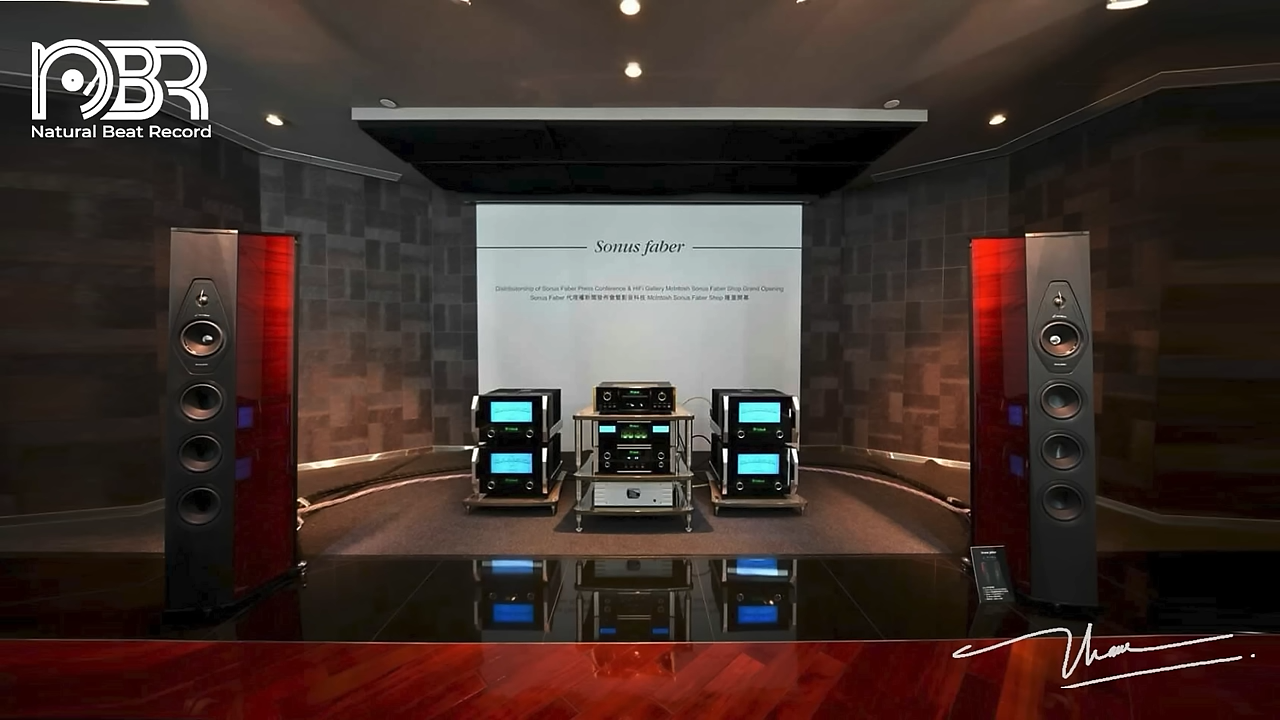 NBR
Natural Beat Record
Sonus faber
Distributorship of Sonus Faber Press Conference & HiFi Gallery McIntosh Sonus Faber Shop Grand Opening
Sonus Faber 代理權新聞發佈會暨影音科技 McIntosh Sonus Faber Shop 隆重開幕
Sonus faber